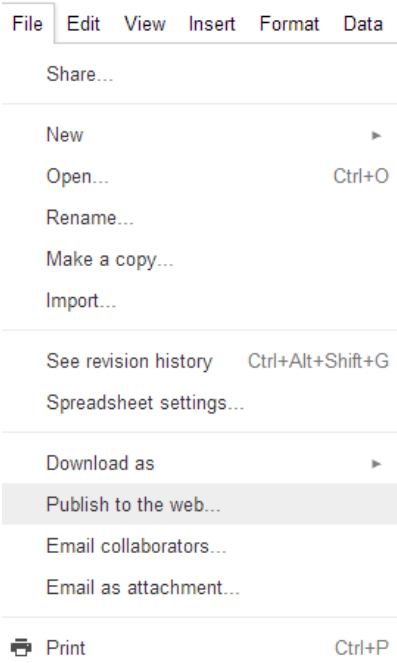 File Edit View Insert Format Data
Share...
New ►
Open... Ctrl+O
Rename...
Make a copy...
Import...
See revision history Ctrl+Alt+Shift+G
Spreadsheet settings...
Download as ►
Publish to the web...
Email collaborators...
Email as attachment...
Print Ctrl+P